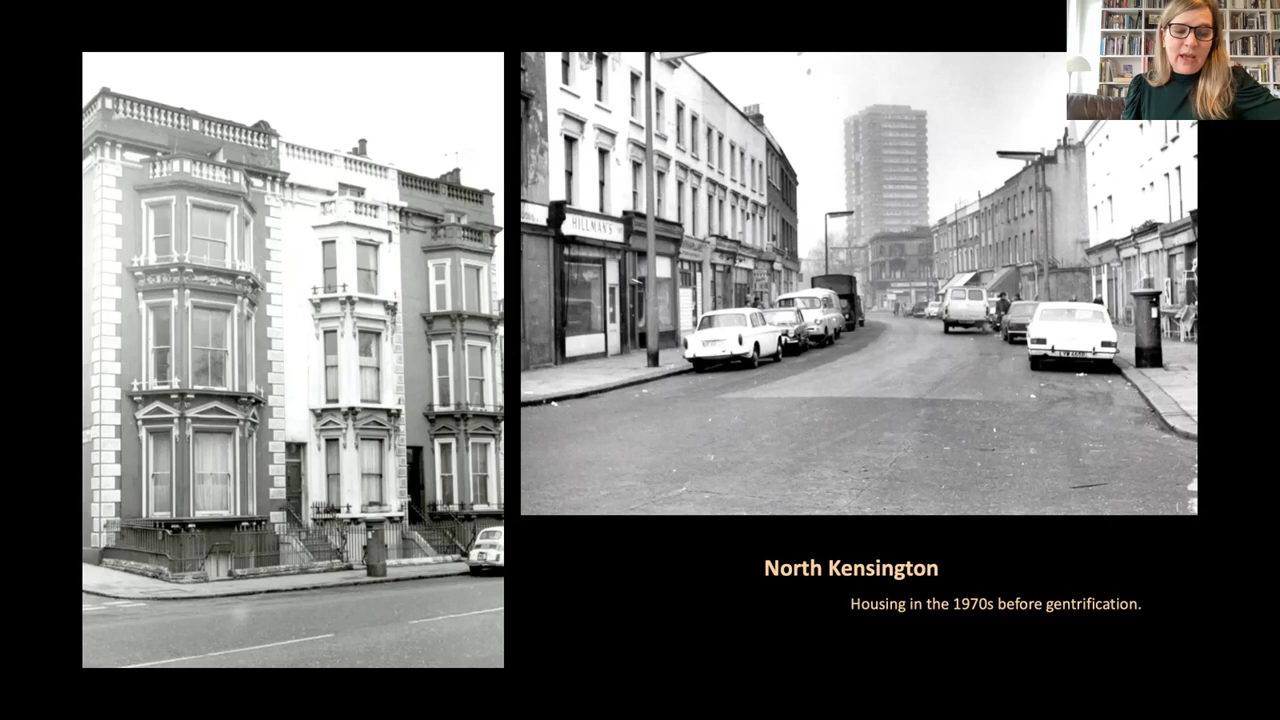 HILLMAN'S
North Kensington
Housing in the 1970s before gentrification.